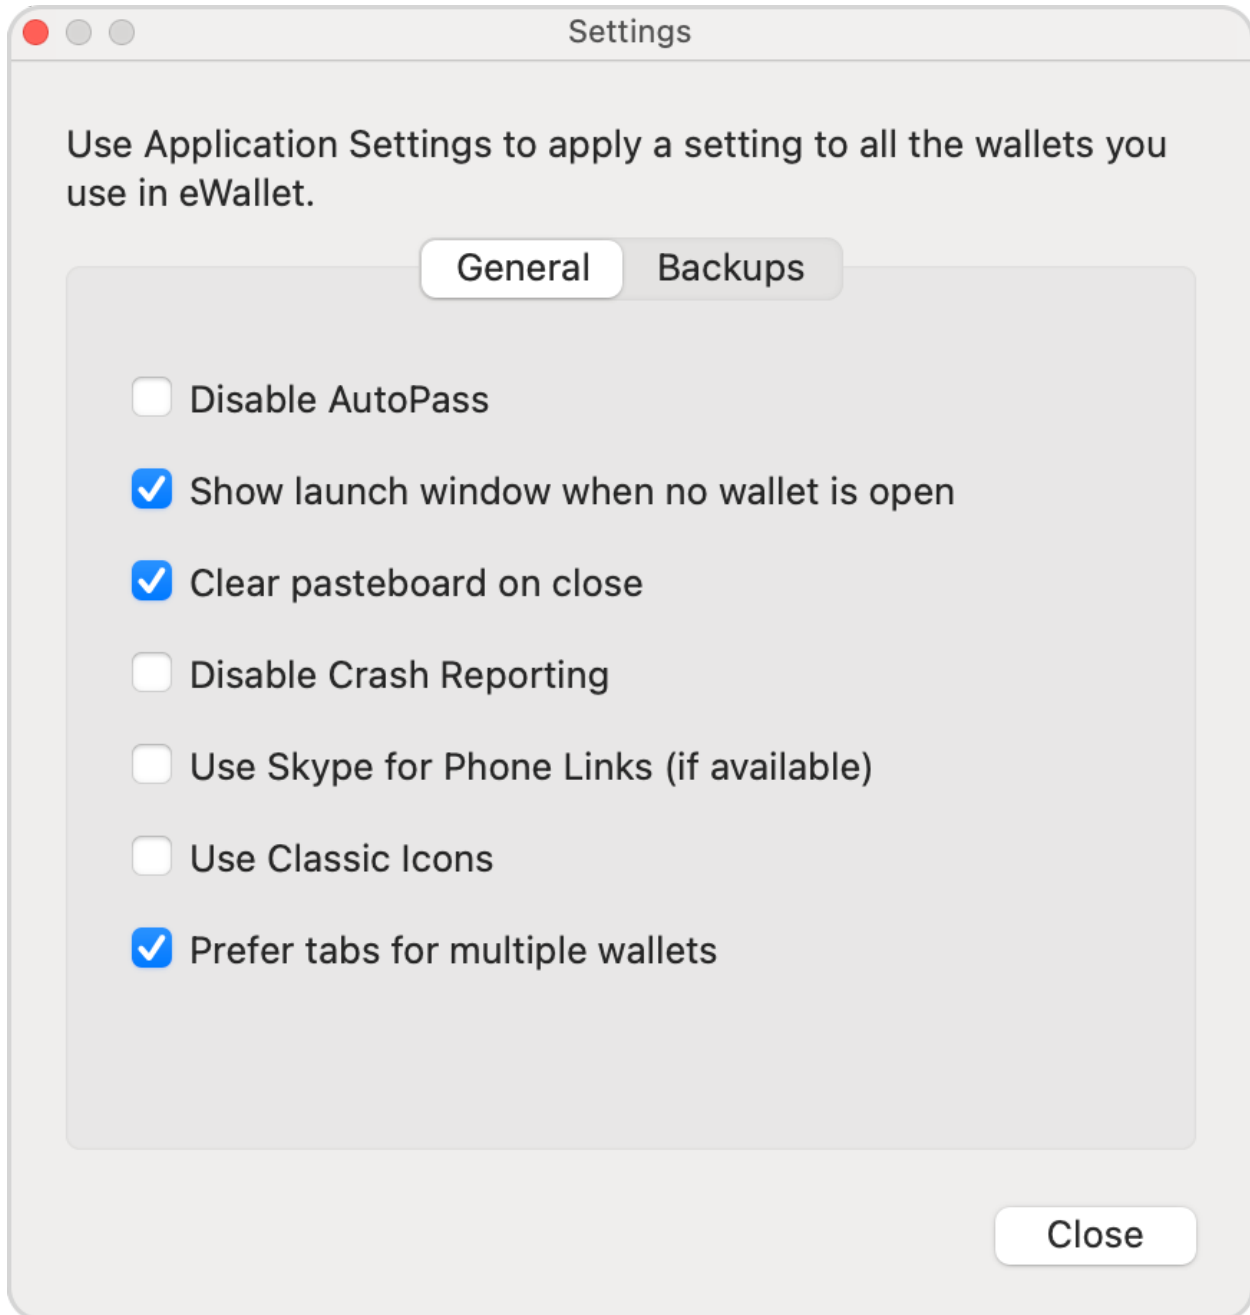 Settings
Use Application Settings to apply a setting to all the wallets you
use in eWallet.
General Backups
Disable AutoPass
Show launch window when no wallet is open
Clear pasteboard on close
Disable Crash Reporting
Use Skype for Phone Links (if available)
Use Classic Icons
Prefer tabs for multiple wallets
Close